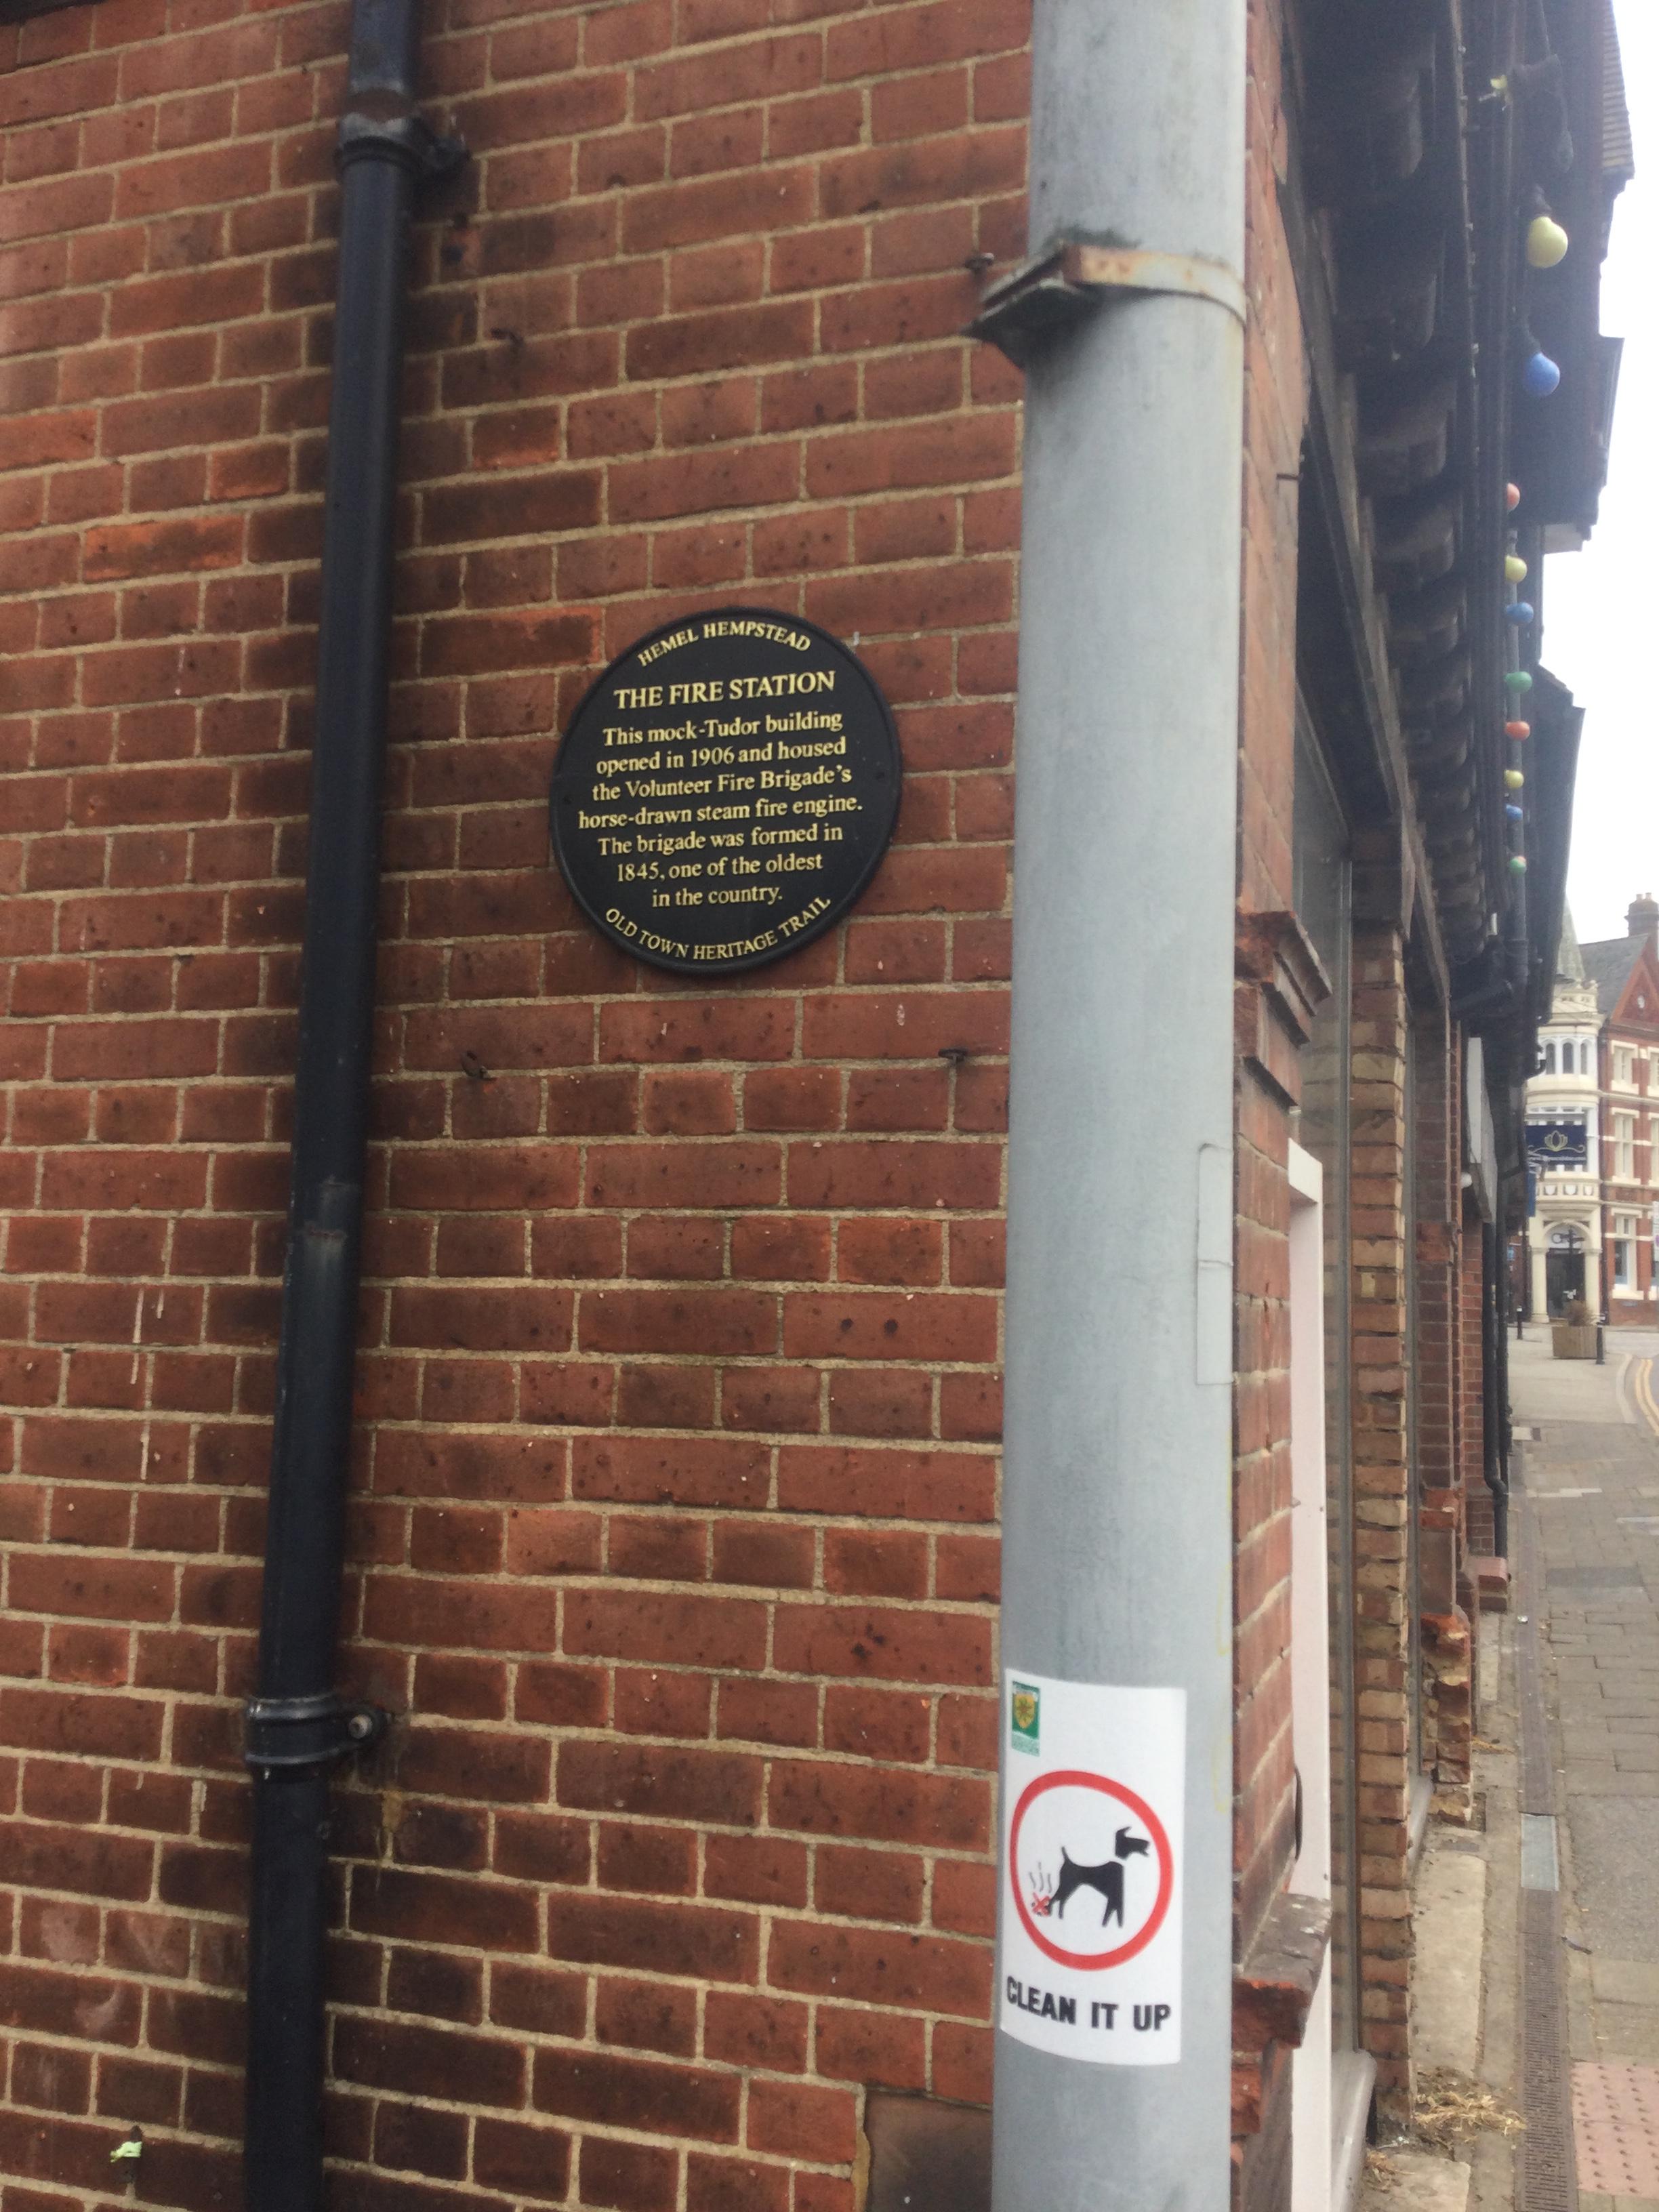 HEMEL HEMPSTEAD
THE FIRE STATION
This mock-Tudor building
opened in 1906 and housed
the Volunteer Fire Brigade's
horse-drawn steam fire engine.
The brigade was formed in
1845, one of the oldest
in the country.
OLD TOWN HERITAGE TRAIL
CLEAN IT UP